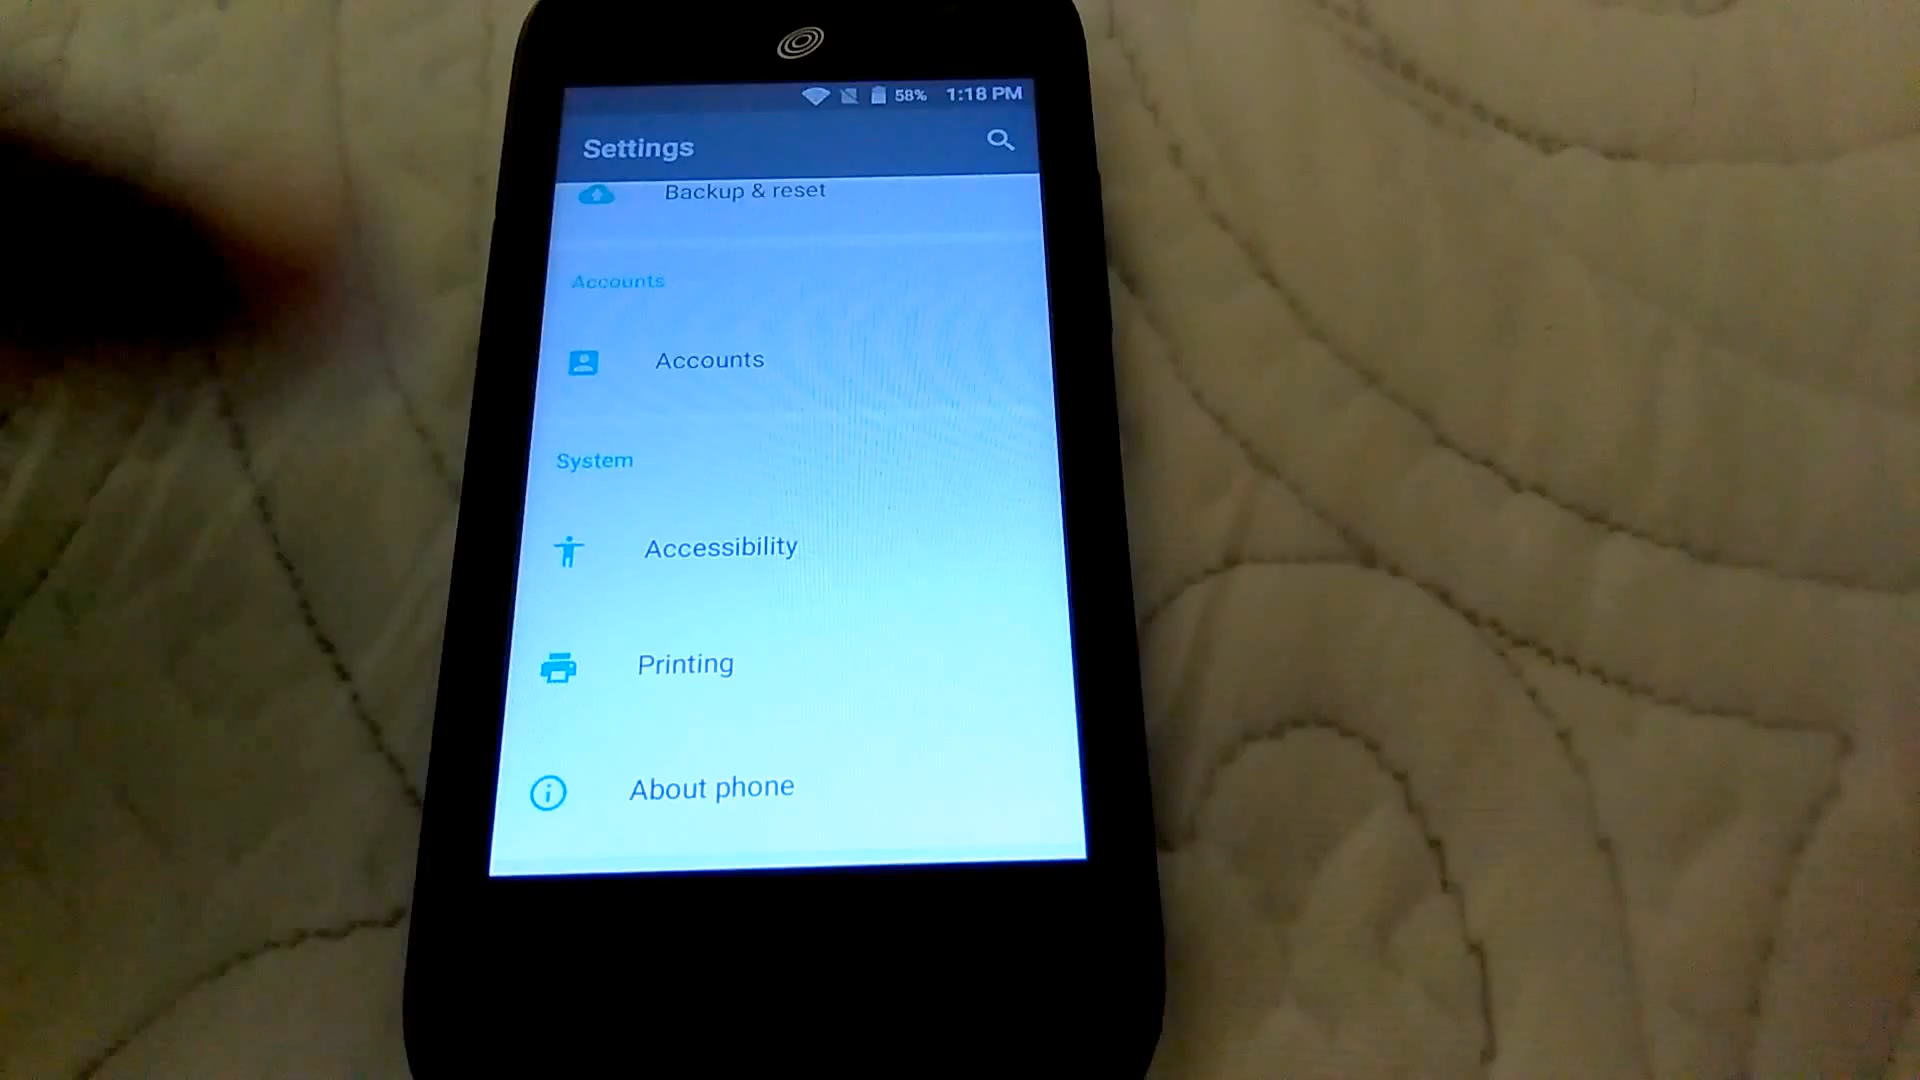 58% 1:18 PM
Settings
Backup & reset
Accounts
Accounts
System
Accessibility
Printing
About phone